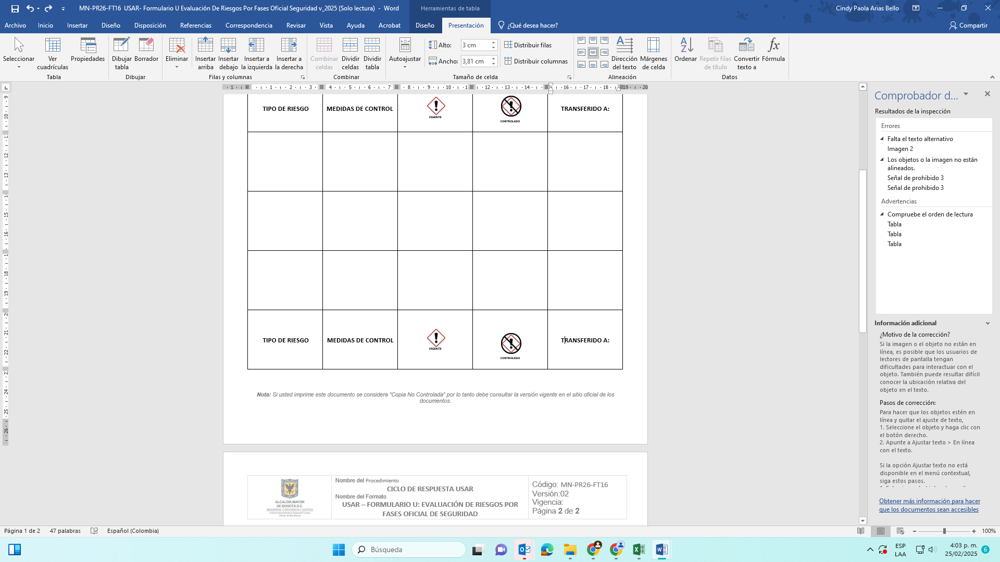 MN-PR26-FT16  USAR- Formulario U Evaluación De Riesgos Por Fases Oficial Seguridad v_2025 (Solo lectura)  -  Word
Herramientas de tabla
Cindy Paola Arias Bello
Archivo Inicio Insertar Diseño Disposición Referencias Correspondencia Revisar Vista Ayuda Acrobat Diseño Presentación ¿Qué desea hacer? Compartir
Seleccionar
Ver cuadrículas
Propiedades
Tabla
Dibujar tabla
Borrador
Dibujar
Eliminar
Insertar arriba
Insertar debajo
Insertar a la izquierda
Insertar a la derecha
Filas y columnas
Combinar celdas
Dividir celdas
Dividir tabla
Combinar
Autoajustar
Alto: 3 cm
Ancho: 3,81 cm
Distribuir filas
Distribuir columnas
Tamaño de celda
Dirección del texto
Márgenes de celda
Alineación
Ordenar
Repetir filas de título
Convertir texto a
Fórmula
Datos
TIPO DE RIESGO MEDIDAS DE CONTROL VIGENTE CONTROLADO TRANSFERIDO A:
TIPO DE RIESGO MEDIDAS DE CONTROL VIGENTE CONTROLADO TRANSFERIDO A:
Nota: Si usted imprime este documento se considera "Copia No Controlada" por lo tanto debe consultar la versión vigente en el sitio oficial de los
documentos.
ALCALDÍA MAYOR
DE BOGOTÁ D.C.
SEGURIDAD, CONVIVENCIA Y JUSTICIA
Unidad Administrativa Especial Cuerpo
Oficial de Bomberos
Nombre del Procedimiento
CICLO DE RESPUESTA USAR
Nombre del Formato
USAR – FORMULARIO U: EVALUACIÓN DE RIESGOS POR
FASES OFICIAL DE SEGURIDAD
Código: MN-PR26-FT16
Versión:02
Vigencia:
Página 2 de 2
Comprobador d...
Resultados de la inspección
Errores
Falta el texto alternativo
Imagen 2
Los objetos o la imagen no están
alineados.
Señal de prohibido 3
Señal de prohibido 3
Advertencias
Compruebe el orden de lectura
Tabla
Tabla
Tabla
Información adicional
¿Motivo de la corrección?
Si la imagen o el objeto no están en
línea, es posible que los usuarios de
lectores de pantalla tengan
dificultades para interactuar con el
objeto. También puede resultar difícil
conocer la ubicación relativa del
objeto en el texto.
Pasos de corrección:
Para hacer que los objetos estén en
línea y quitar el ajuste de texto,
1. Seleccione el objeto y haga clic con
el botón derecho.
2. Apunte a Ajustar texto > En línea
con el texto.
Si la opción Ajustar texto no está
disponible en el menú contextual,
siga estos pasos.
Obtener más información para hacer
que los documentos sean accesibles
Página 1 de 2 47 palabras Español (Colombia) 100%
Búsqueda
ESP
LAA
4:03 p. m.
25/02/2025
6